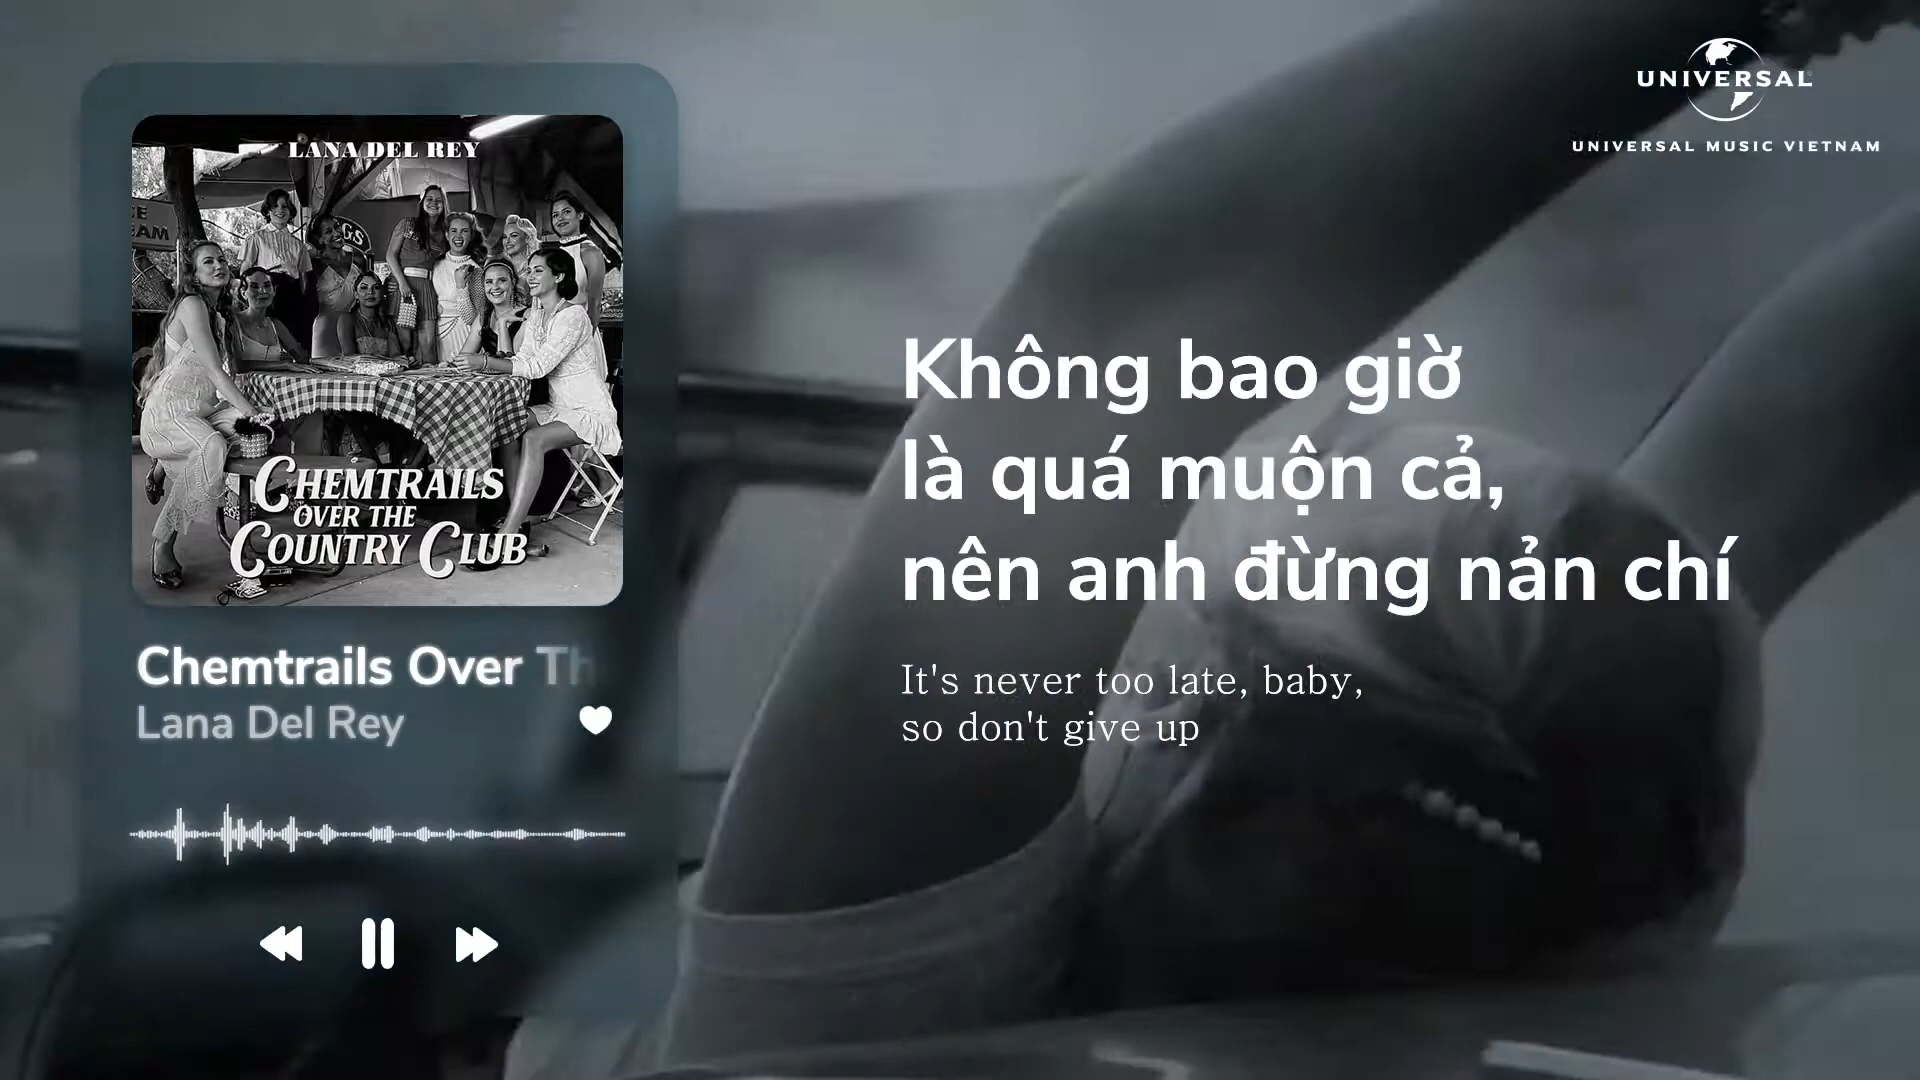 LANA DEL REY
GS
CHEMTRAILS
OVER THE
COUNTRY CLUB
Chemtrails Over Th
Lana Del Rey
UNIVERSAL
UNIVERSAL MUSIC VIETNAM
Không bao giờ
là quá muộn cả,
nên anh đừng nản chí
It's never too late, baby,
so don't give up